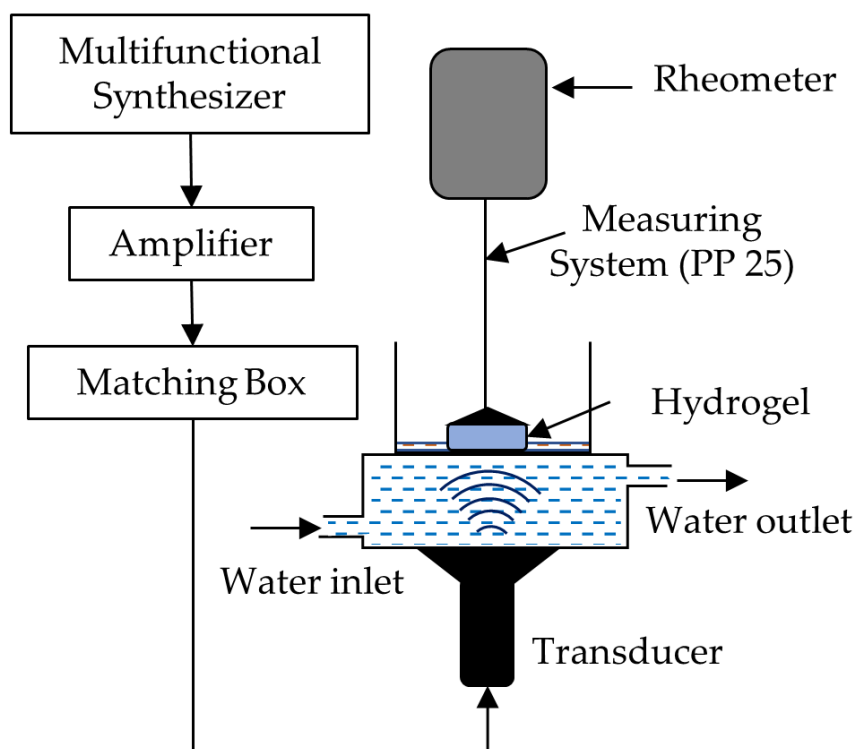 Multifunctional
Synthesizer
Rheometer
Amplifier
Measuring
System (PP 25)
Matching Box
Hydrogel
Water outlet
Water inlet
Transducer